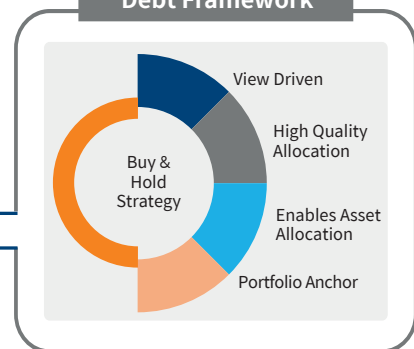 Debt Framework
View Driven
High Quality
Allocation
Buy &
Hold
Strategy
Enables Asset
Allocation
Portfolio Anchor